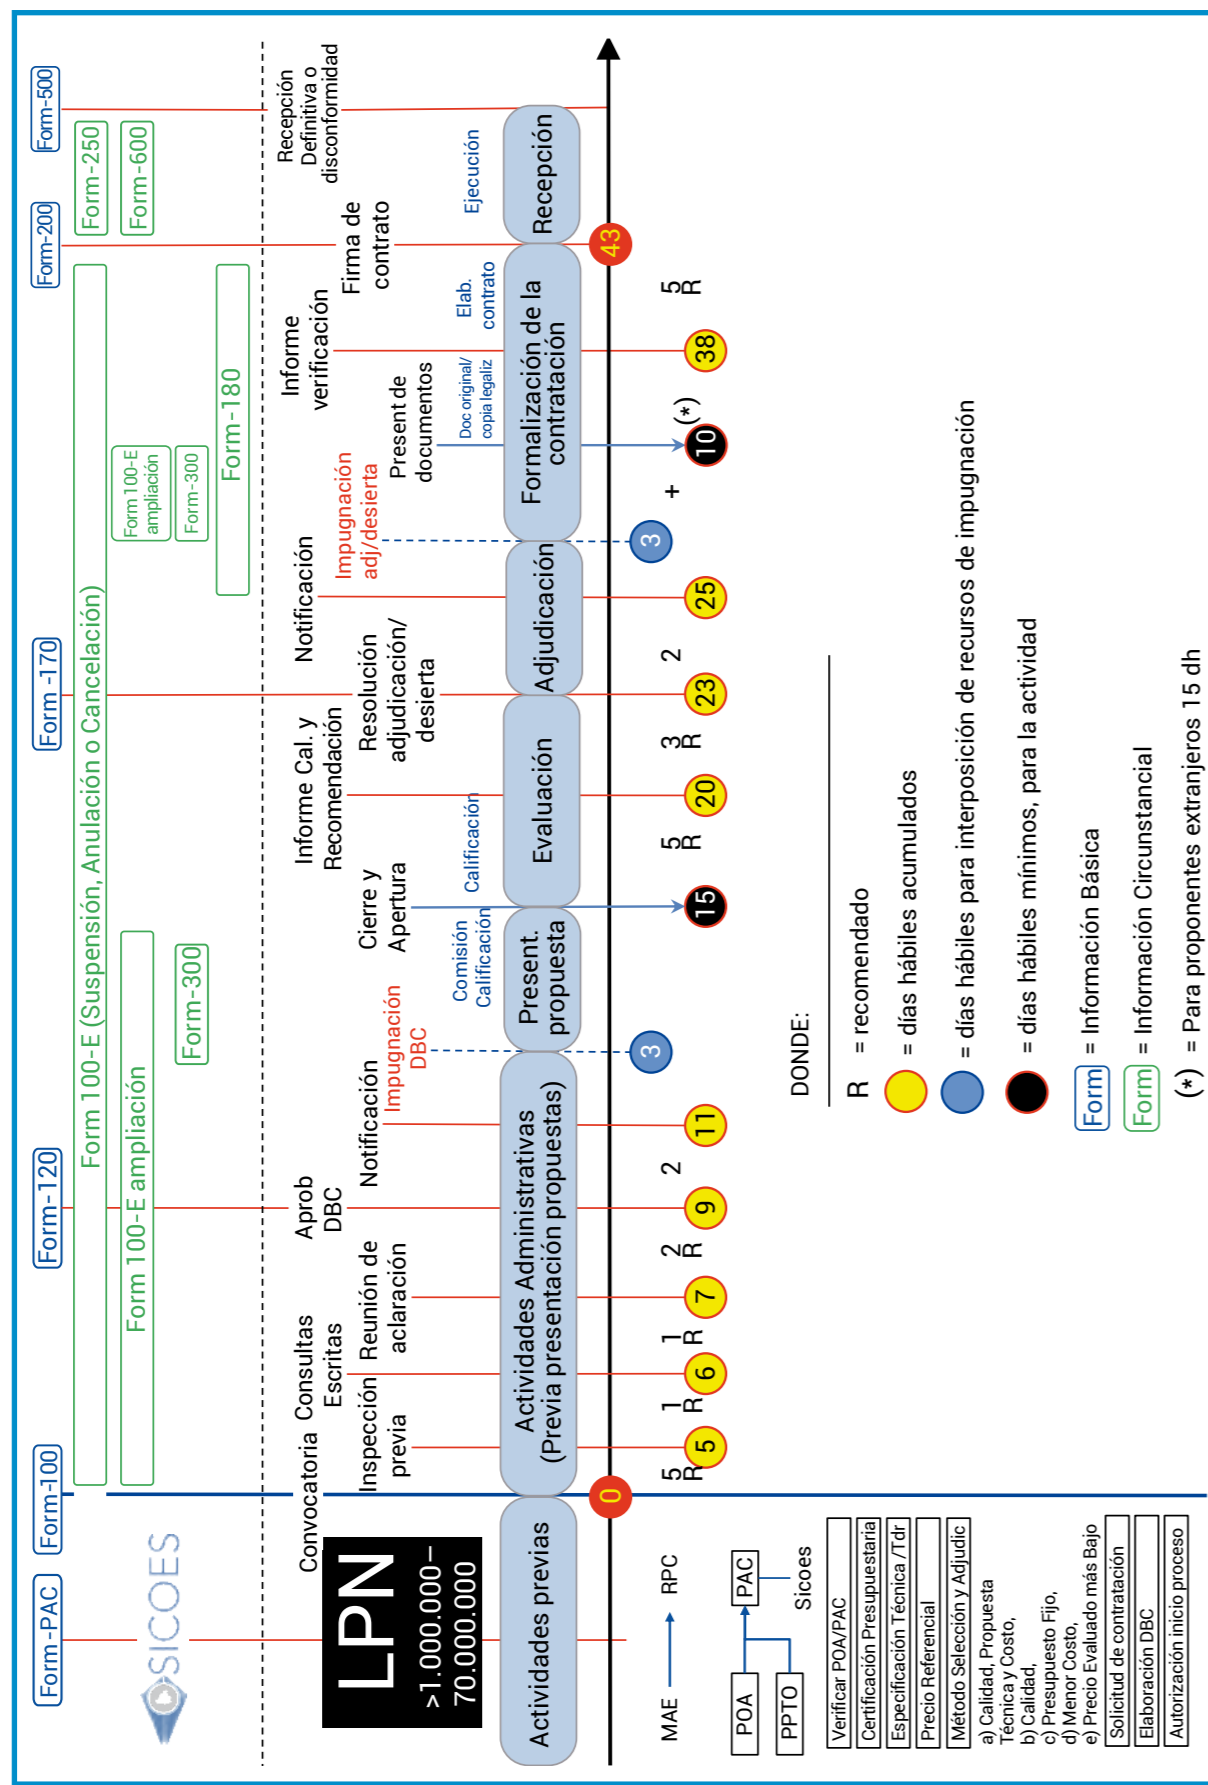 Form-PAC
Form-100
Form-120
Form -170
Form-200
Form-500
Form 100-E (Suspensión, Anulación o Cancelación)
Form-250
Form 100-E ampliación
Form 100-E
ampliación
Form-600
Form-300
Form-300
Form-180
SICOES
LPN
>1.000.000–
70.000.000
Convocatoria
Inspección
previa
Consultas
Escritas
Reunión de
aclaración
Aprob
DBC
Notificación
Impugnación
DBC
Comisión
Calificación
Cierre y
Apertura
Calificación
Informe Cal. y
Recomendación
Resolución
adjudicación/
desierta
Notificación
Impugnación
adj/desierta
Present de
documentos
Doc original/
copia legaliz
Informe
verificación
Elab.
contrato
Firma de
contrato
Ejecución
Recepción
Definitiva o
disconformidad
Actividades previas
Actividades Administrativas
(Previa presentación propuestas)
Present.
propuesta
Evaluación
Adjudicación
Formalización de la
contratación
Recepción
0
5
R
5
1
R
6
1
R
7
2
R
9
2
11
3
15
5
R
20
3
R
23
2
25
3
+
10
(*)
38
5
R
43
MAE
RPC
POA
PPTO
PAC
Sicoes
Verificar POA/PAC
Certificación Presupuestaria
Especificación Técnica /Tdr
Precio Referencial
Método Selección y Adjudic
a) Calidad, Propuesta
Técnica y Costo,
b) Calidad,
c) Presupuesto Fijo,
d) Menor Costo,
e) Precio Evaluado más Bajo
Solicitud de contratación
Elaboración DBC
Autorización inicio proceso
DONDE:
R = recomendado
= días hábiles acumulados
= días hábiles para interposición de recursos de impugnación
= días hábiles mínimos, para la actividad
Form = Información Básica
Form = Información Circunstancial
(*) = Para proponentes extranjeros 15 dh